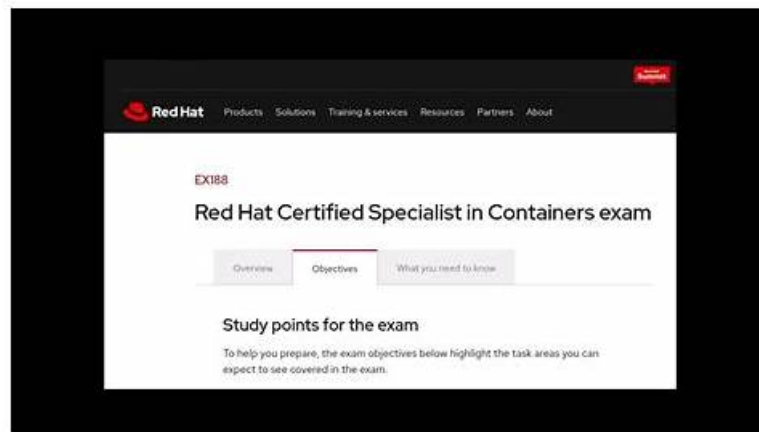 Summit
Red Hat Products Solutions Training & services Resources Partners About
EX188
Red Hat Certified Specialist in Containers exam
Overview Objectives What you need to know
Study points for the exam
To help you prepare, the exam objectives below highlight the task areas you can
expect to see covered in the exam.